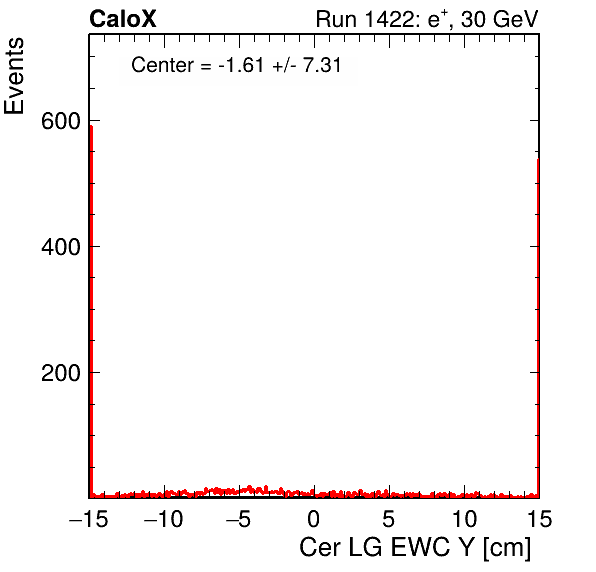 CaloX Run 1422: e⁺, 30 GeV
Center = -1.61 +/- 7.31
Events
600
400
200
−15 −10 −5 0 5 10 15
Cer LG EWC Y [cm]